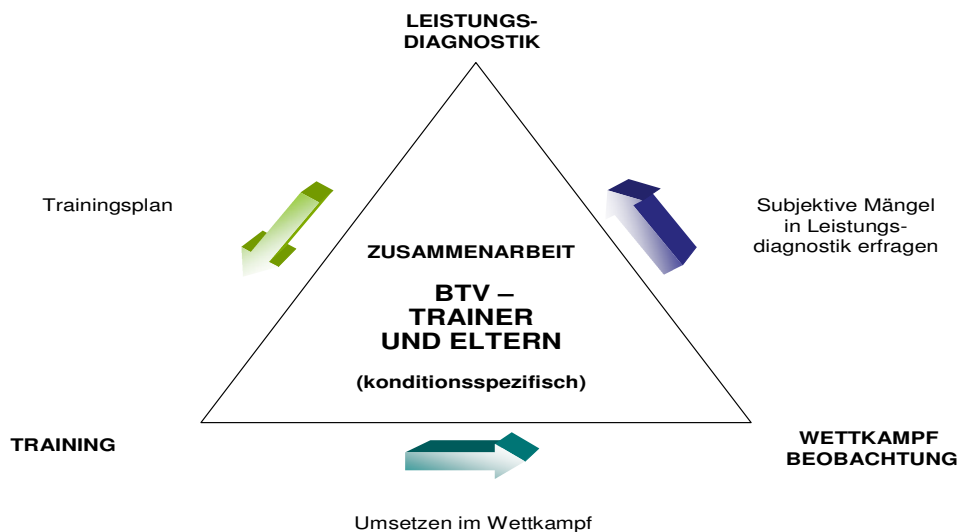 LEISTUNGS-
DIAGNOSTIK
Trainingsplan
Subjektive Mängel
in Leistungs-
diagnostik erfragen
ZUSAMMENARBEIT
BTV –
TRAINER
UND ELTERN
(konditionsspezifisch)
TRAINING
WETTKAMPF
BEOBACHTUNG
Umsetzen im Wettkampf